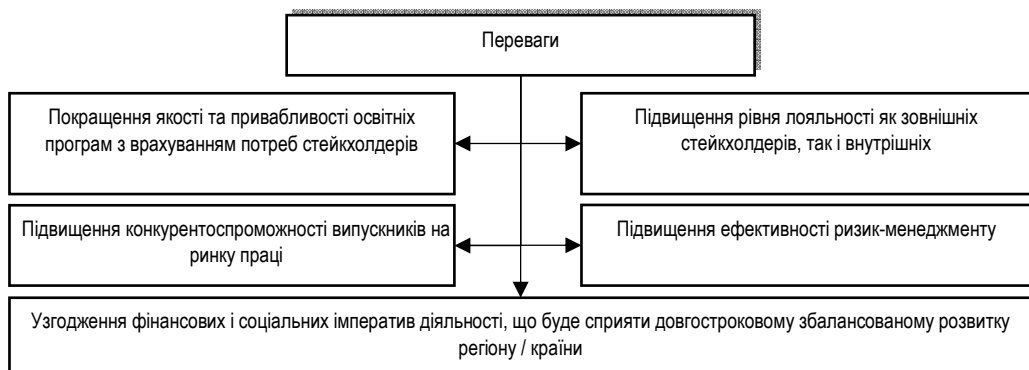 Переваги
Покращення якості та привабливості освітніх
програм з врахуванням потреб стейкхолдерів
Підвищення рівня лояльності як зовнішніх
стейкхолдерів, так і внутрішніх
Підвищення конкурентоспроможності випускників на
ринку праці
Підвищення ефективності ризик-менеджменту
Узгодження фінансових і соціальних імператив діяльності, що буде сприяти довгостроковому збалансованому розвитку
регіону / країни